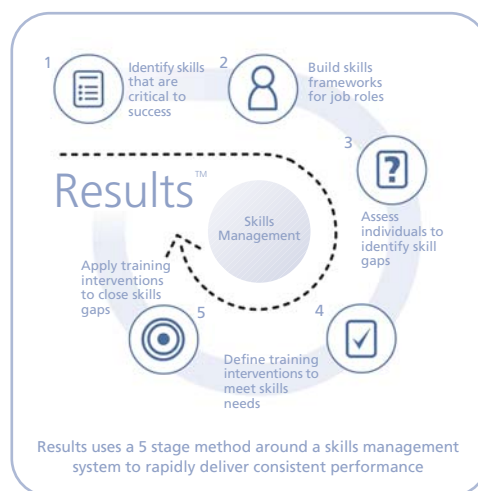 1
Identify skills
that are
critical to
success
2
Build skills
frameworks
for job roles
3
Assess
individuals to
identify skill
gaps
4
Define training
interventions to
meet skills
needs
5
Apply training
interventions
to close skills
gaps
Results™
Skills
Management
Results uses a 5 stage method around a skills management
system to rapidly deliver consistent performance